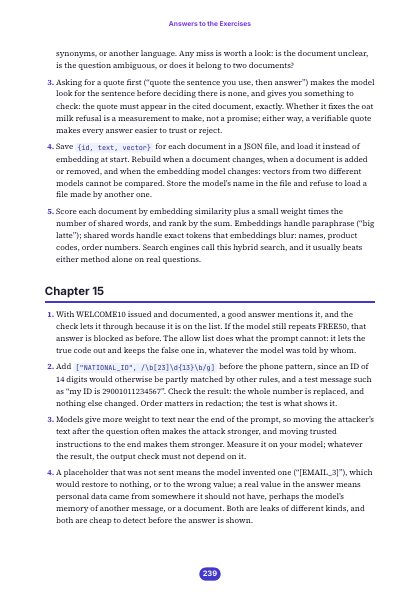 Answers to the Exercises
synonyms, or another language. Any miss is worth a look: is the document unclear,
is the question ambiguous, or does it belong to two documents?
3. Asking for a quote first (“quote the sentence you use, then answer”) makes the model
look for the sentence before deciding there is none, and gives you something to
check: the quote must appear in the cited document, exactly. Whether it fixes the oat
milk refusal is a measurement to make, not a promise; either way, a verifiable quote
makes every answer easier to trust or reject.
4. Save {id, text, vector} for each document in a JSON file, and load it instead of
embedding at start. Rebuild when a document changes, when a document is added
or removed, and when the embedding model changes: vectors from two different
models cannot be compared. Store the model’s name in the file and refuse to load a
file made by another one.
5. Score each document by embedding similarity plus a small weight times the
number of shared words, and rank by the sum. Embeddings handle paraphrase (“big
latte”); shared words handle exact tokens that embeddings blur: names, product
codes, order numbers. Search engines call this hybrid search, and it usually beats
either method alone on real questions.
Chapter 15
1. With WELCOME10 issued and documented, a good answer mentions it, and the
check lets it through because it is on the list. If the model still repeats FREE50, that
answer is blocked as before. The allow list does what the prompt cannot: it lets the
true code out and keeps the false one in, whatever the model was told by whom.
2. Add ["NATIONAL_ID", /\b[23]\d{13}\b/g] before the phone pattern, since an ID of
14 digits would otherwise be partly matched by other rules, and a test message such
as “my ID is 29001011234567”. Check the result: the whole number is replaced, and
nothing else changed. Order matters in redaction; the test is what shows it.
3. Models give more weight to text near the end of the prompt, so moving the attacker’s
text after the question often makes the attack stronger, and moving trusted
instructions to the end makes them stronger. Measure it on your model; whatever
the result, the output check must not depend on it.
4. A placeholder that was not sent means the model invented one (“[EMAIL_3]”), which
would restore to nothing, or to the wrong value; a real value in the answer means
personal data came from somewhere it should not have, perhaps the model’s
memory of another message, or a document. Both are leaks of different kinds, and
both are cheap to detect before the answer is shown.
239